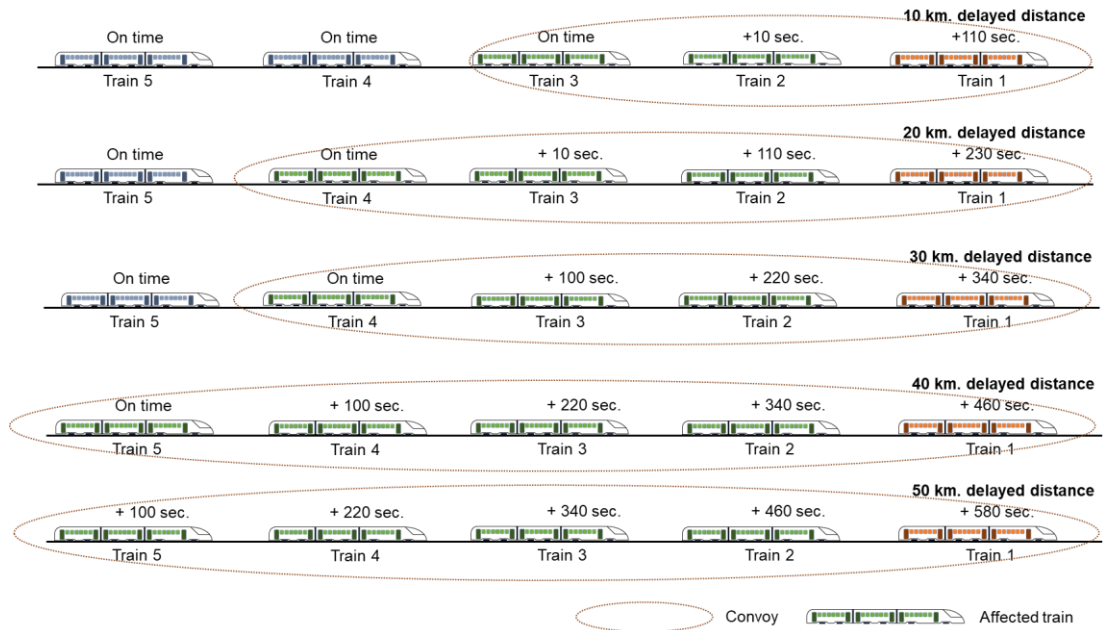 10 km. delayed distance
On time On time On time +10 sec. +110 sec.
Train 5 Train 4 Train 3 Train 2 Train 1
20 km. delayed distance
On time On time + 10 sec. + 110 sec. + 230 sec.
Train 5 Train 4 Train 3 Train 2 Train 1
30 km. delayed distance
On time On time + 100 sec. + 220 sec. + 340 sec.
Train 5 Train 4 Train 3 Train 2 Train 1
40 km. delayed distance
On time + 100 sec. + 220 sec. + 340 sec. + 460 sec.
Train 5 Train 4 Train 3 Train 2 Train 1
50 km. delayed distance
+ 100 sec. + 220 sec. + 340 sec. + 460 sec. + 580 sec.
Train 5 Train 4 Train 3 Train 2 Train 1
Convoy Affected train